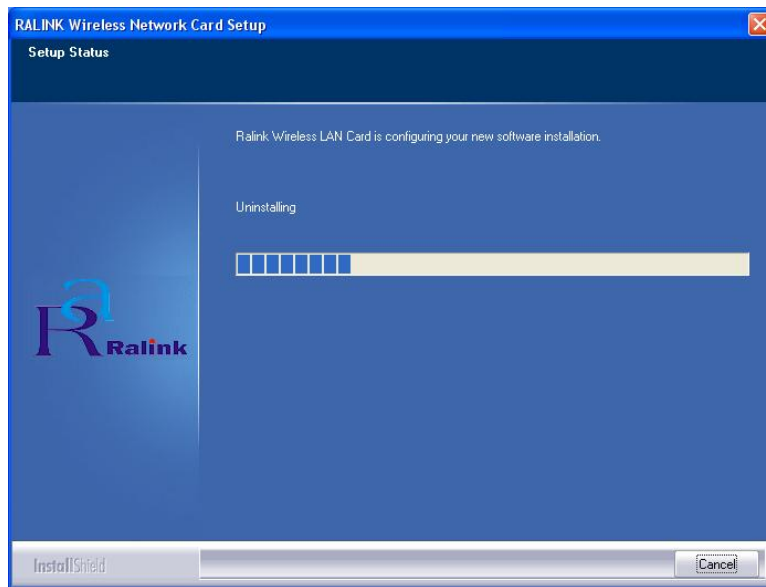 RALINK Wireless Network Card Setup
Setup Status
Ralink Wireless LAN Card is configuring your new software installation.
Uninstalling
Ra
Ralink
InstallShield
Cancel